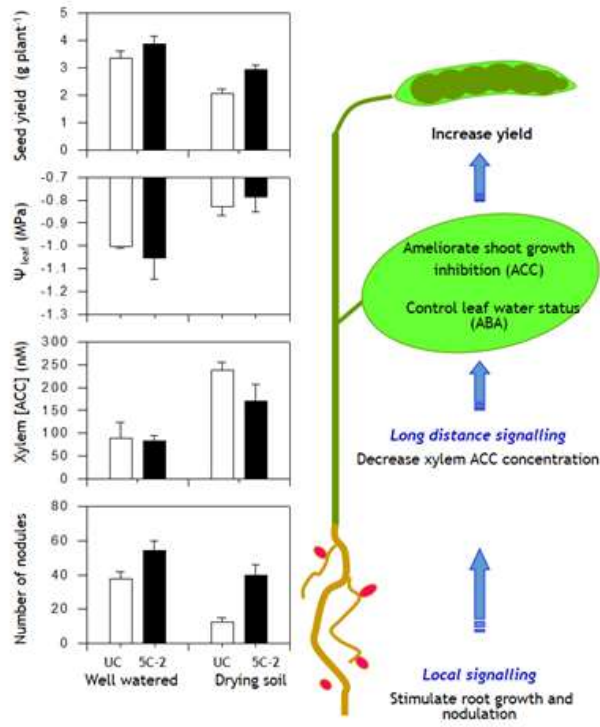 Seed yield (g plant⁻¹)
5
4
3
2
1
0
Ψ leaf (MPa)
-0.7
-0.8
-0.9
-1.0
-1.1
-1.2
-1.3
Xylem [ACC] (nM)
300
250
200
150
100
50
0
Number of nodules
80
60
40
20
0
UC 5C-2 UC 5C-2
Well watered Drying soil
Increase yield
Ameliorate shoot growth
inhibition (ACC)
Control leaf water status
(ABA)
Long distance signalling
Decrease xylem ACC concentration
Local signalling
Stimulate root growth and
nodulation